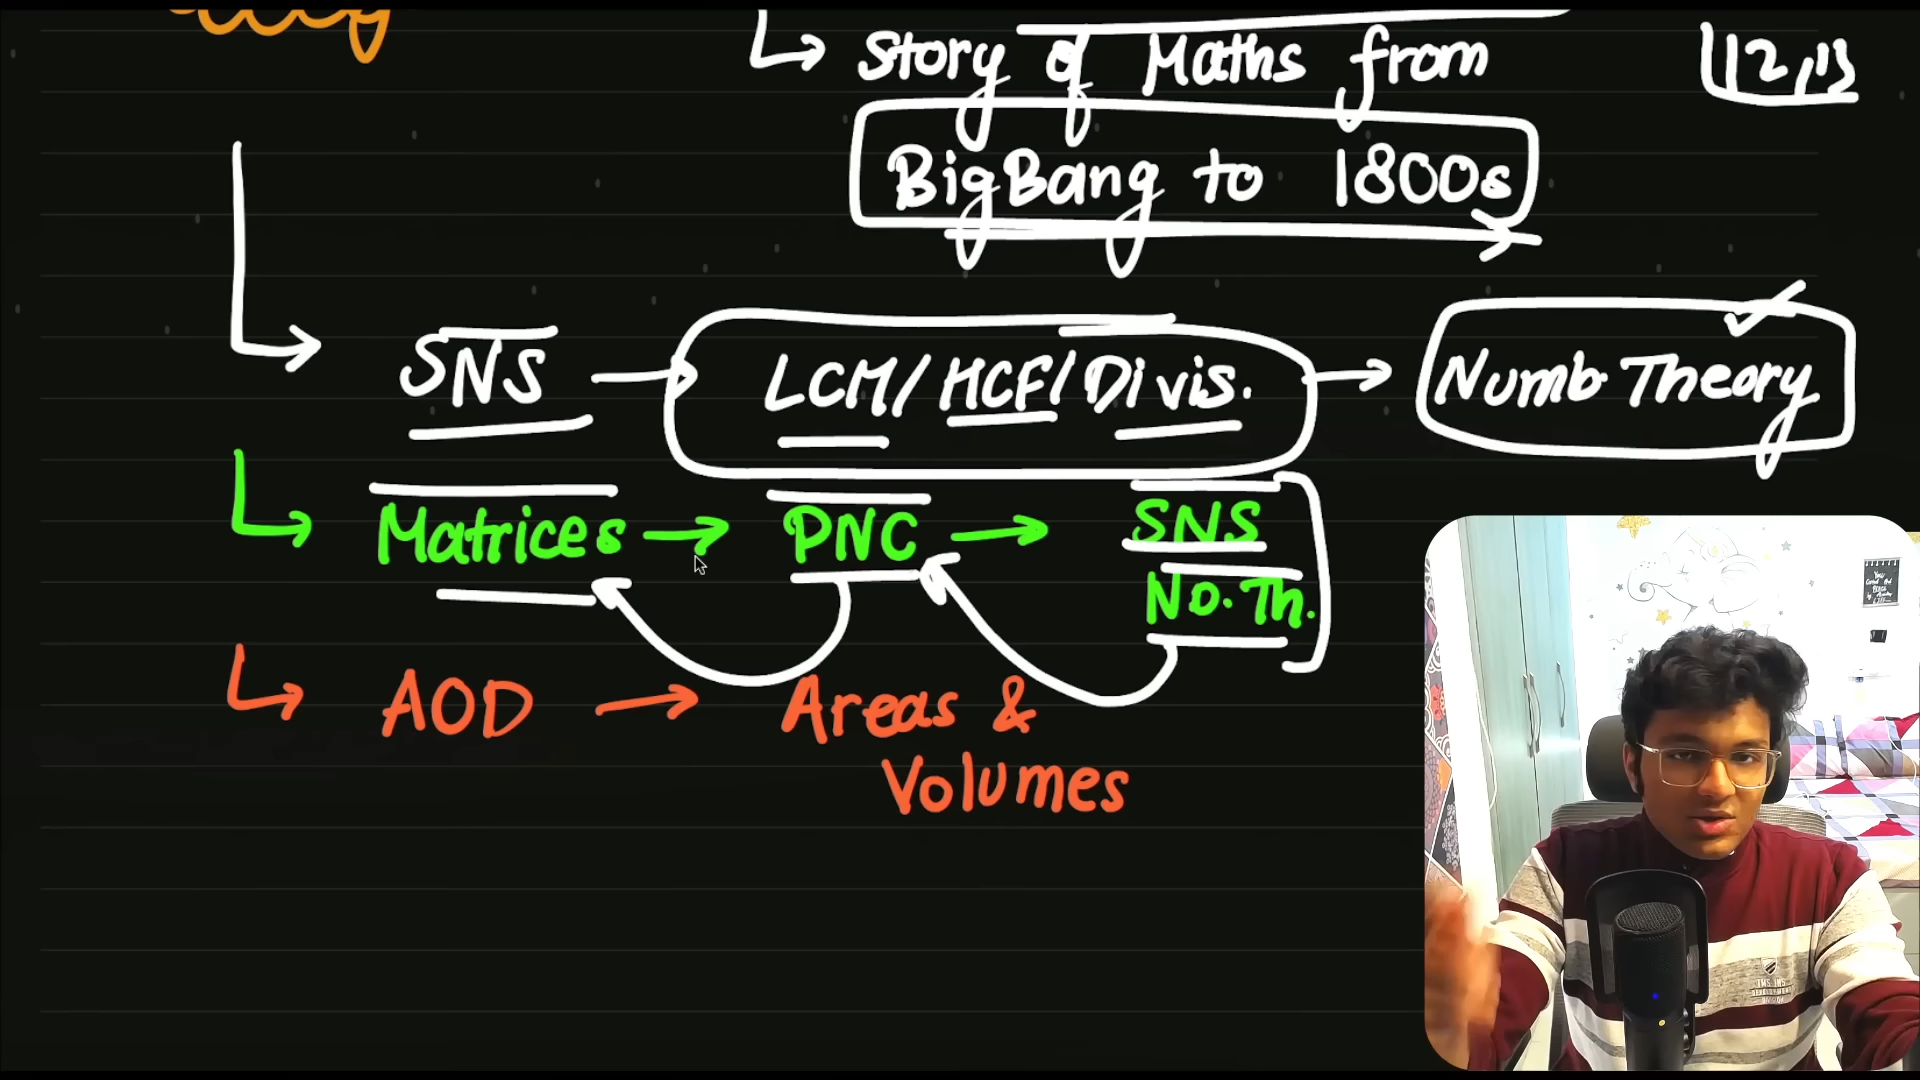 Story of Maths from
BigBang to 1800s
SNS → LCM/HCF/Divis. → Numb. Theory
Matrices → PNC → SNS
No. Th.
AOD → Areas &
Volumes